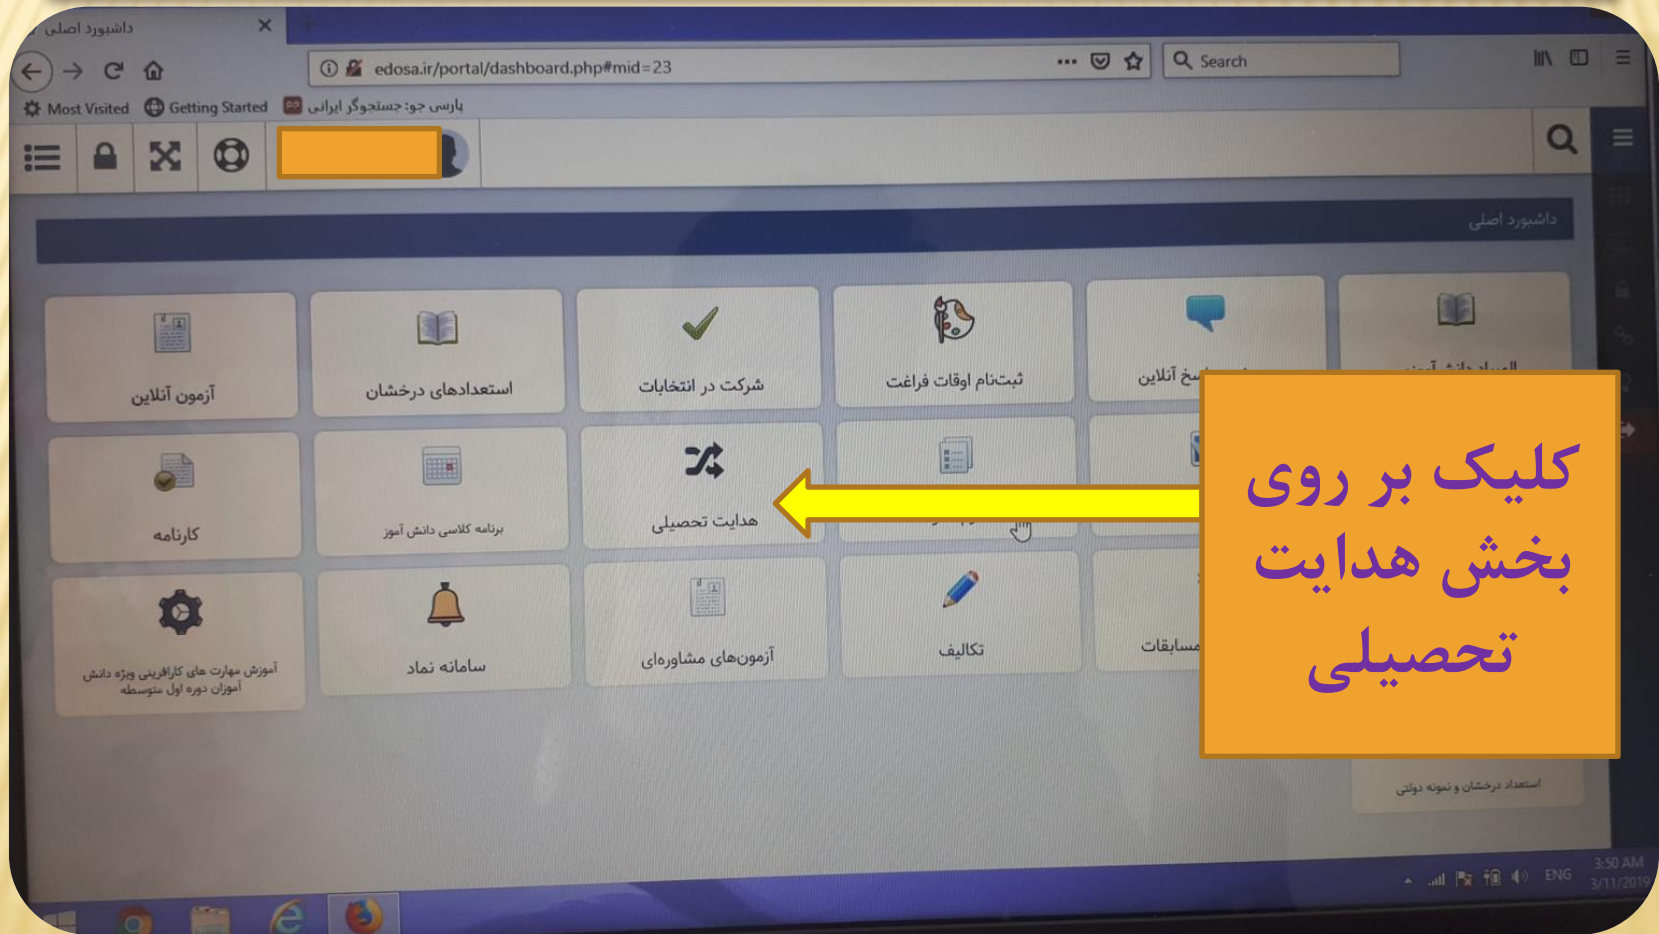 داشبورد اصلی
edosa.ir/portal/dashboard.php#mid=23
Search
Most Visited
Getting Started
پارسی جو: جستجوگر ایرانی
داشبورد اصلی
آزمون آنلاین
استعدادهای درخشان
شرکت در انتخابات
ثبت‌نام اوقات فراغت
آنلاین
کارنامه
برنامه کلاسی دانش آموز
هدایت تحصیلی
آموزش مهارت های کارآفرینی ویژه دانش
آموزان دوره اول متوسطه
سامانه نماد
آزمون‌های مشاوره‌ای
تکالیف
مسابقات
کلیک بر روی
بخش هدایت
تحصیلی
استعداد درخشان و نمونه دولتی
ENG
3:50 AM
3/11/2019